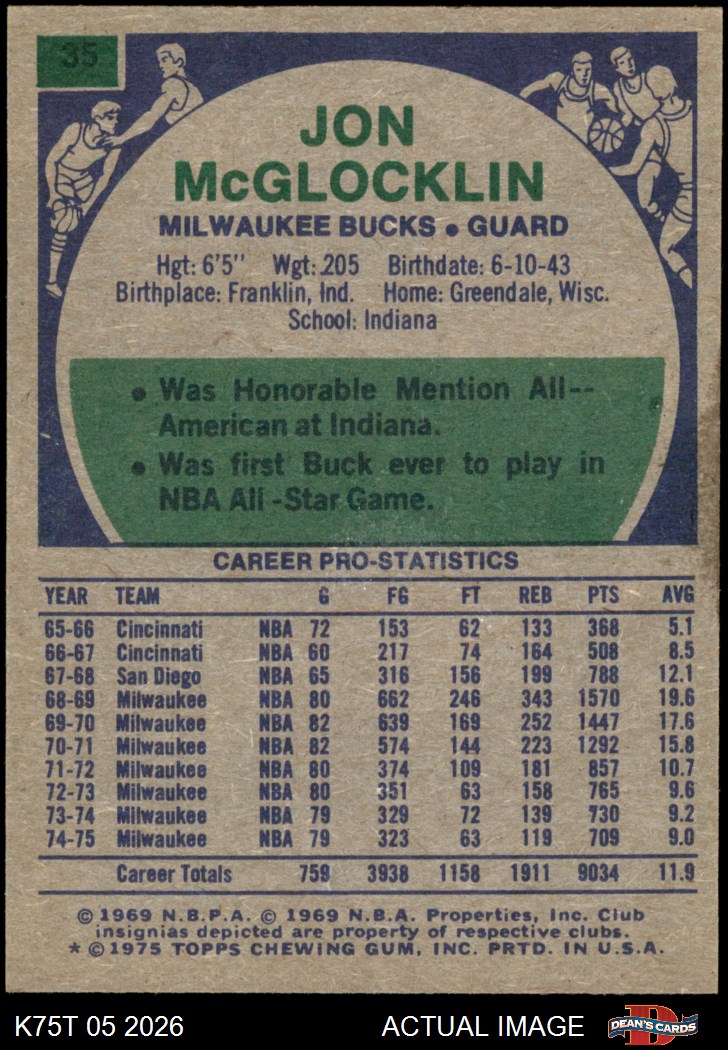 35
JON
McGLOCKLIN
MILWAUKEE BUCKS • GUARD
Hgt: 6'5" Wgt: 205 Birthdate: 6-10-43
Birthplace: Franklin, Ind. Home: Greendale, Wisc.
School: Indiana
• Was Honorable Mention All--
American at Indiana.
• Was first Buck ever to play in
NBA All-Star Game.
CAREER PRO-STATISTICS
YEAR TEAM G FG FT REB PTS AVG
65-66 Cincinnati NBA 72 153 62 133 368 5.1
66-67 Cincinnati NBA 60 217 74 164 508 8.5
67-68 San Diego NBA 65 316 156 199 788 12.1
68-69 Milwaukee NBA 80 662 246 343 1570 19.6
69-70 Milwaukee NBA 82 639 169 252 1447 17.6
70-71 Milwaukee NBA 82 574 144 223 1292 15.8
71-72 Milwaukee NBA 80 374 109 181 857 10.7
72-73 Milwaukee NBA 80 351 63 158 765 9.6
73-74 Milwaukee NBA 79 329 72 139 730 9.2
74-75 Milwaukee NBA 79 323 63 119 709 9.0
Career Totals 759 3938 1158 1911 9034 11.9
© 1969 N.B.P.A. © 1969 N.B.A. Properties, Inc. Club
insignias depicted are property of respective clubs.
* © 1975 TOPPS CHEWING GUM, INC. PRTD. IN U.S.A.
K75T 05 2026 ACTUAL IMAGE D DEAN'S CARDS